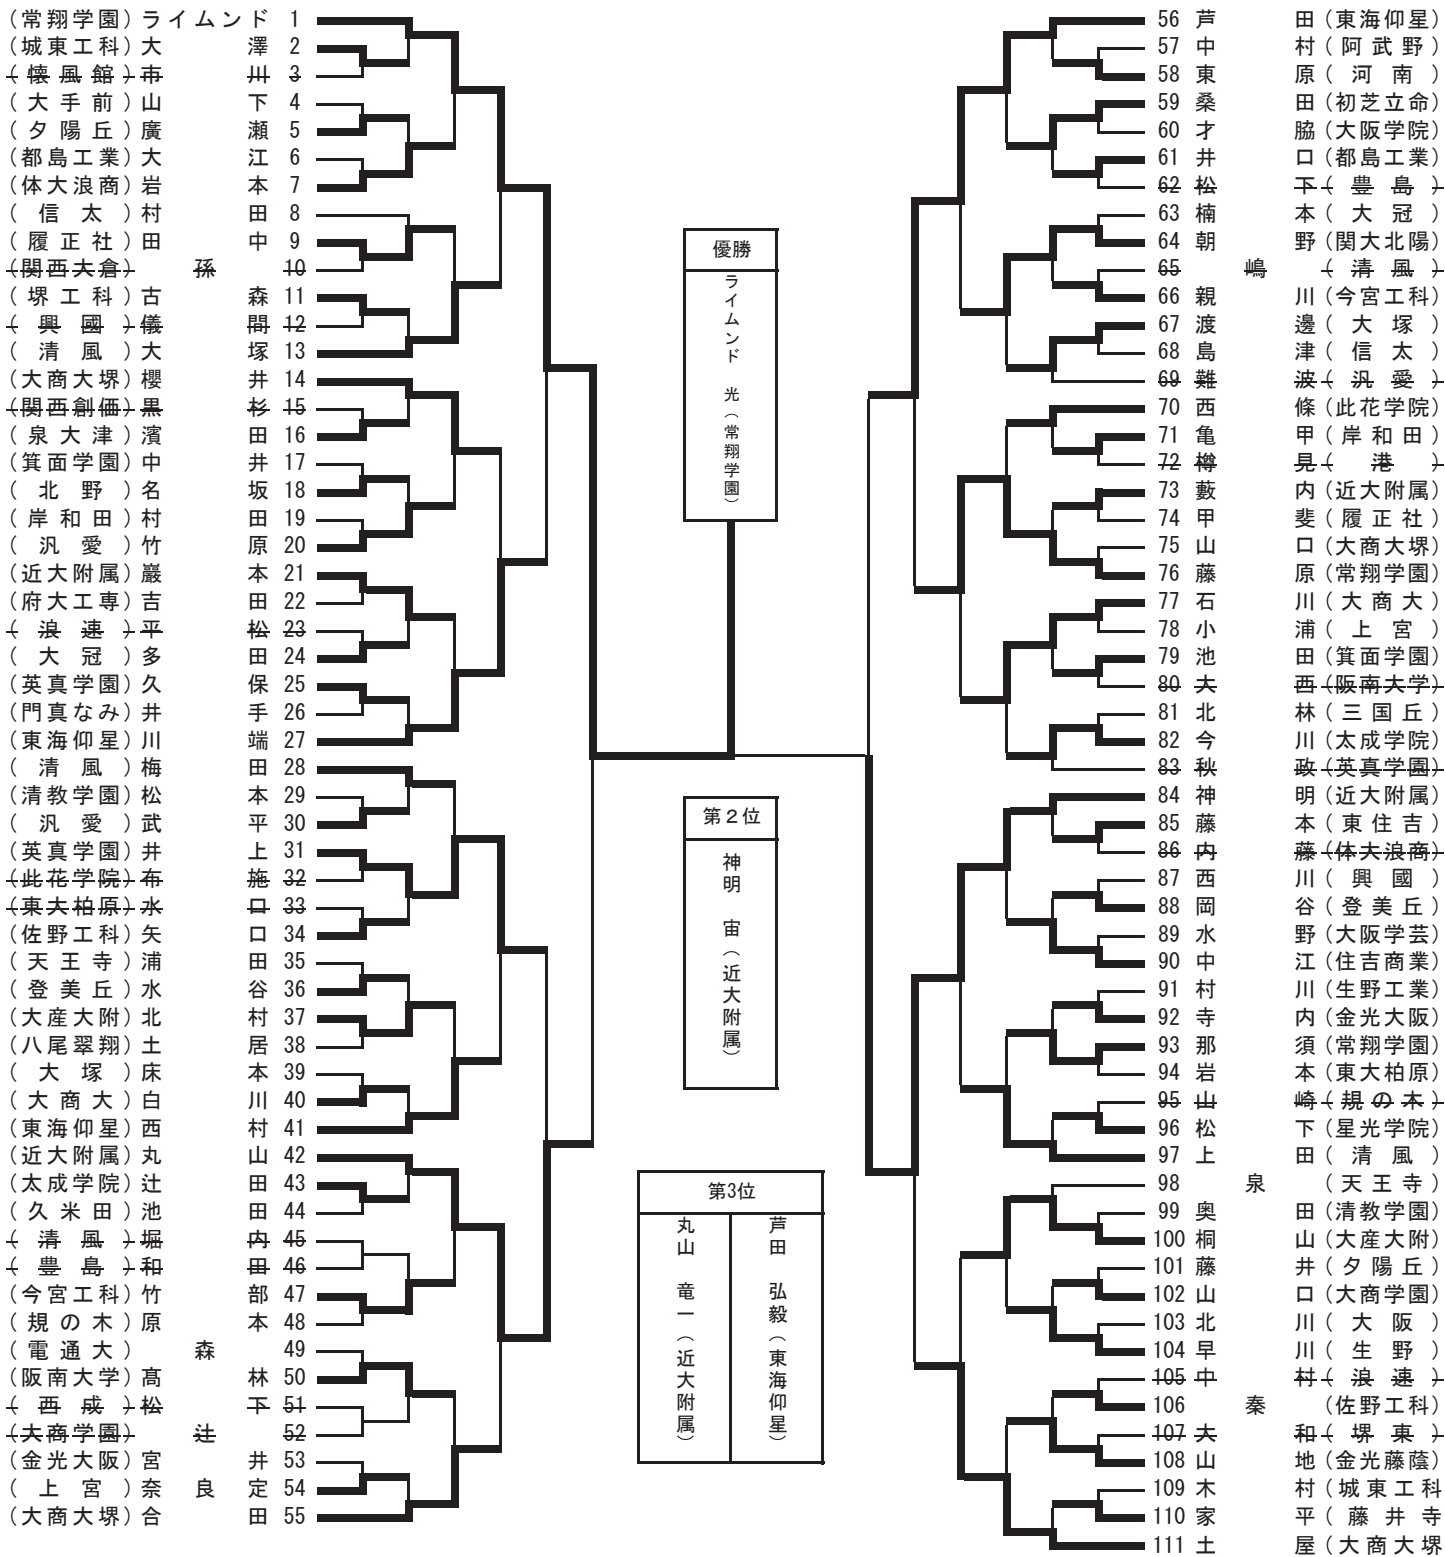 (常翔学園)ライムンド 1
(城東工科)大澤 2
(懐風館)市川 3
(大手前)山下 4
(夕陽丘)廣瀬 5
(都島工業)大江 6
(体大浪商)岩本 7
(信太)村田 8
(履正社)田中 9
(関西大倉)孫 10
(堺工科)古森 11
(興國)儀間 12
(清風)大塚 13
(大商大堺)櫻井 14
(関西創価)黒杉 15
(泉大津)濱田 16
(箕面学園)中井 17
(北野)名坂 18
(岸和田)村田 19
(汎愛)竹原 20
(近大附属)巖本 21
(府大工専)吉田 22
(浪速)平松 23
(大冠)多田 24
(英真学園)久保 25
(門真なみ)井手 26
(東海仰星)川端 27
(清風)梅田 28
(清教学園)松本 29
(汎愛)武平 30
(英真学園)井上 31
(此花学院)布施 32
(東大柏原)水口 33
(佐野工科)矢口 34
(天王寺)浦田 35
(登美丘)水谷 36
(大産大附)北村 37
(八尾翠翔)土居 38
(大塚)床本 39
(大商大)白川 40
(東海仰星)西村 41
(近大附属)丸山 42
(太成学院)辻田 43
(久米田)池田 44
(清風)堀内 45
(豊島)和田 46
(今宮工科)竹部 47
(規の木)原本 48
(電通大)森 49
(阪南大学)髙林 50
(西成)松下 51
(大商学園)辻 52
(金光大阪)宮井 53
(上宮)奈良定 54
(大商大堺)合田 55
優勝
ライムンド 光(常翔学園)
第2位
神明 宙(近大附属)
第3位
丸山 竜一(近大附属)
芦田 弘毅(東海仰星)
56 芦田(東海仰星)
57 中村(阿武野)
58 東原(河南)
59 桑田(初芝立命)
60 才脇(大阪学院)
61 井口(都島工業)
62 松下(豊島)
63 楠本(大冠)
64 朝野(関大北陽)
65 嶋(清風)
66 親川(今宮工科)
67 渡邊(大塚)
68 島津(信太)
69 難波(汎愛)
70 西條(此花学院)
71 亀甲(岸和田)
72 樽見(港)
73 藪内(近大附属)
74 甲斐(履正社)
75 山口(大商大堺)
76 藤原(常翔学園)
77 石川(大商大)
78 小浦(上宮)
79 池田(箕面学園)
80 大西(阪南大学)
81 北林(三国丘)
82 今川(太成学院)
83 秋政(英真学園)
84 神明(近大附属)
85 藤本(東住吉)
86 内藤(体大浪商)
87 西川(興國)
88 岡谷(登美丘)
89 水野(大阪学芸)
90 中江(住吉商業)
91 村川(生野工業)
92 寺内(金光大阪)
93 那須(常翔学園)
94 岩本(東大柏原)
95 山崎(規の木)
96 松下(星光学院)
97 上田(清風)
98 泉(天王寺)
99 奥田(清教学園)
100 桐山(大産大附)
101 藤井(夕陽丘)
102 山口(大商学園)
103 北川(大阪)
104 早川(生野)
105 中村(浪速)
106 秦(佐野工科)
107 大和(堺東)
108 山地(金光藤蔭)
109 木村(城東工科
110 家平(藤井寺
111 土屋(大商大堺